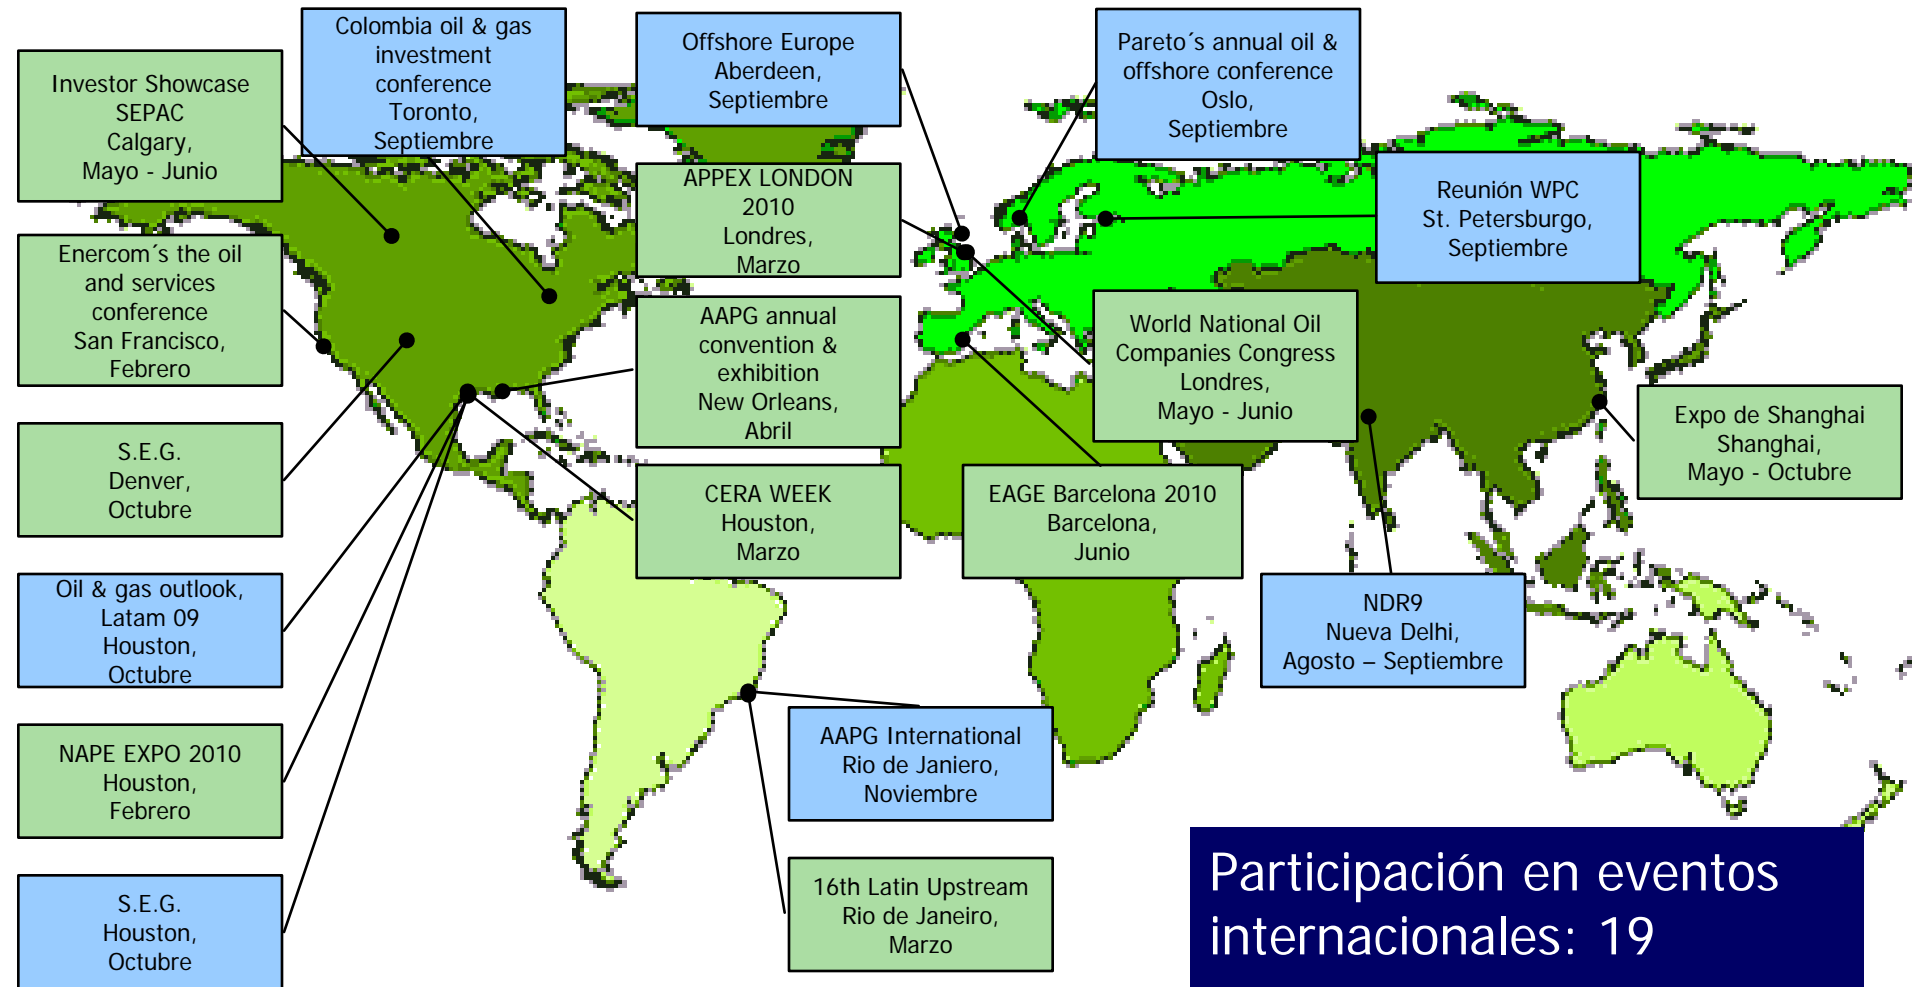 Investor Showcase
SEPAC
Calgary,
Mayo - Junio
Colombia oil & gas
investment
conference
Toronto,
Septiembre
Offshore Europe
Aberdeen,
Septiembre
Pareto´s annual oil &
offshore conference
Oslo,
Septiembre
APPEX LONDON
2010
Londres,
Marzo
Reunión WPC
St. Petersburgo,
Septiembre
Enercom´s the oil
and services
conference
San Francisco,
Febrero
AAPG annual
convention &
exhibition
New Orleans,
Abril
World National Oil
Companies Congress
Londres,
Mayo - Junio
Expo de Shanghai
Shanghai,
Mayo - Octubre
S.E.G.
Denver,
Octubre
CERA WEEK
Houston,
Marzo
EAGE Barcelona 2010
Barcelona,
Junio
Oil & gas outlook,
Latam 09
Houston,
Octubre
NDR9
Nueva Delhi,
Agosto – Septiembre
NAPE EXPO 2010
Houston,
Febrero
AAPG International
Rio de Janiero,
Noviembre
S.E.G.
Houston,
Octubre
16th Latin Upstream
Rio de Janeiro,
Marzo
Participación en eventos
internacionales: 19